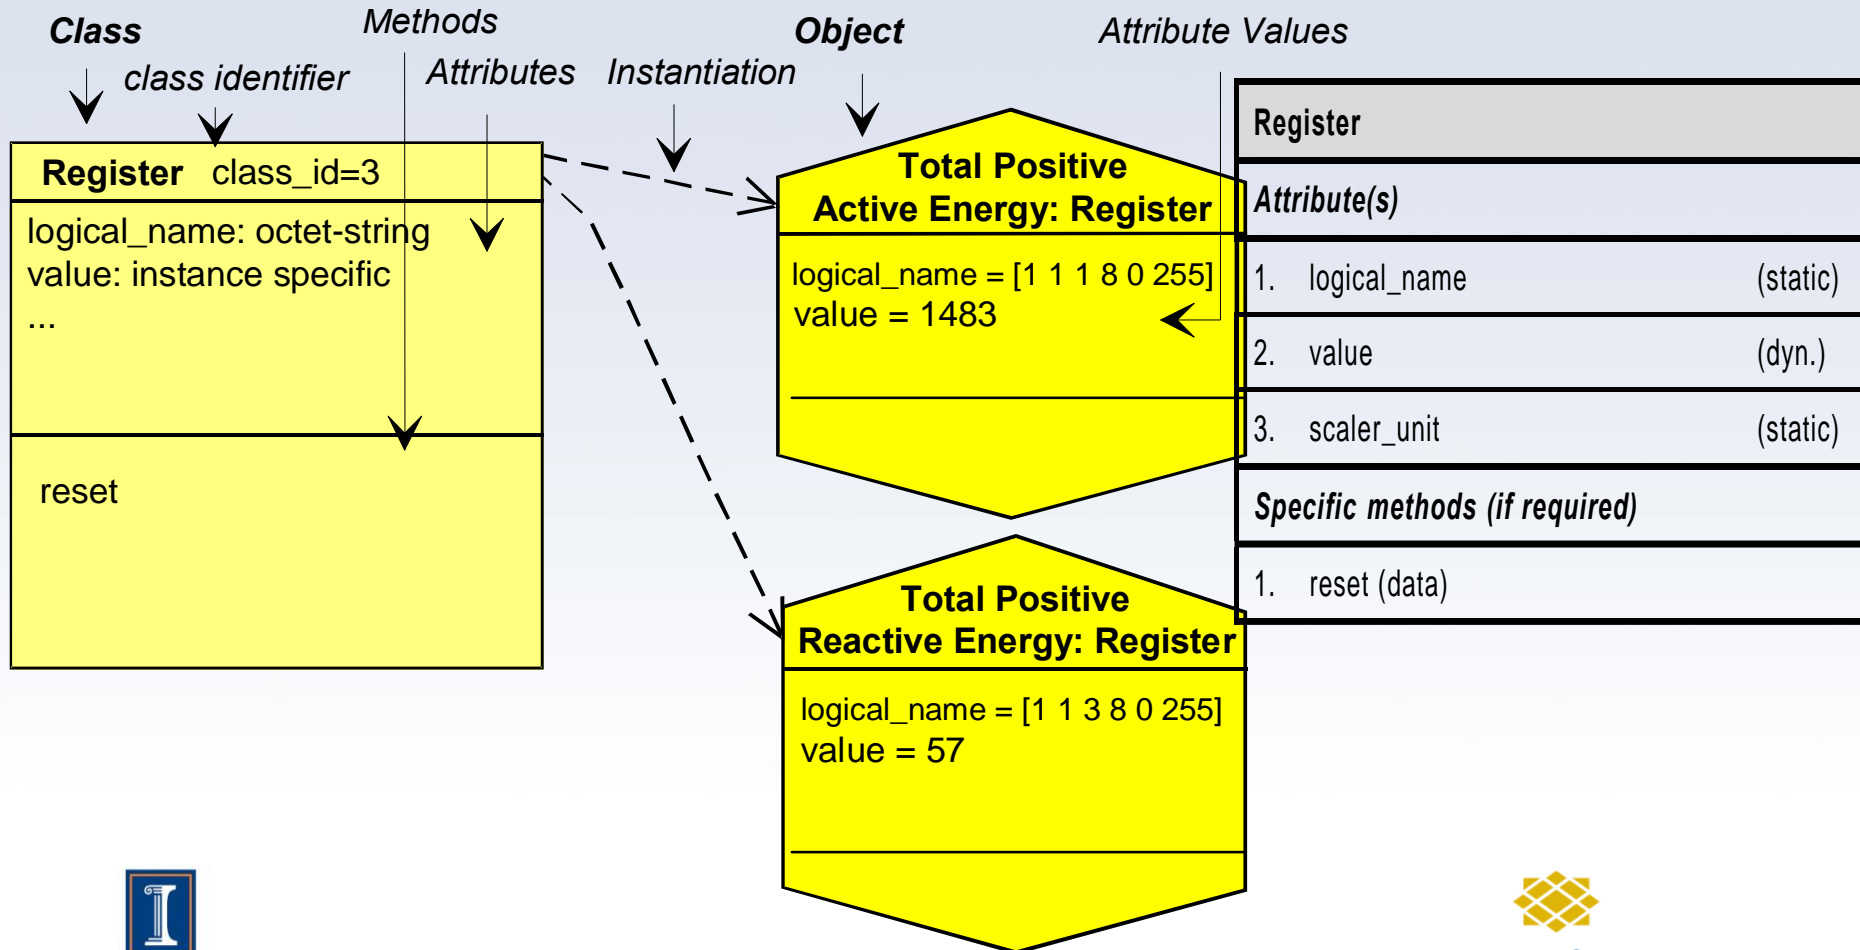 Class
Methods
Object
Attribute Values
class identifier
Attributes
Instantiation
Register class_id=3
logical_name: octet-string
value: instance specific
...
reset
Total Positive
Active Energy: Register
logical_name = [1 1 1 8 0 255]
value = 1483
Total Positive
Reactive Energy: Register
logical_name = [1 1 3 8 0 255]
value = 57
Register
Attribute(s)
1. logical_name (static)
2. value (dyn.)
3. scaler_unit (static)
Specific methods (if required)
1. reset (data)